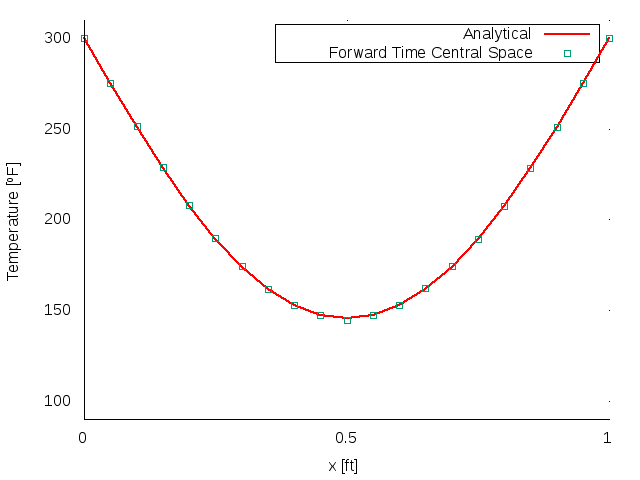 Analytical
Forward Time Central Space
300
250
200
150
100
Temperature [ºF]
0
0.5
1
x [ft]